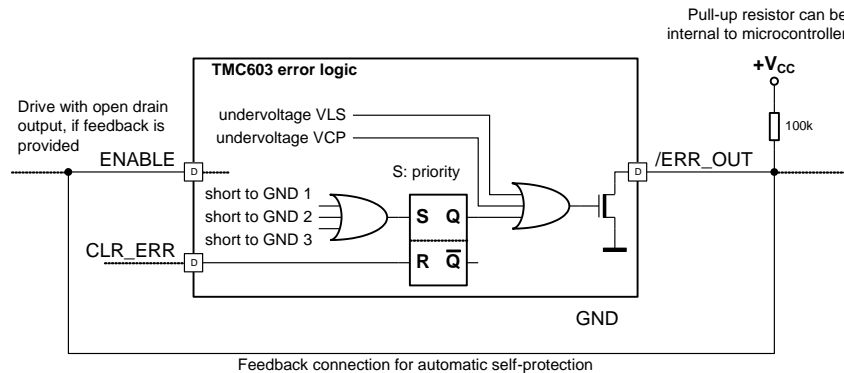 Pull-up resistor can be
internal to microcontroller
+VCC
100k
TMC603 error logic
Drive with open drain
output, if feedback is
provided
undervoltage VLS
undervoltage VCP
ENABLE
D
S: priority
D
/ERR_OUT
short to GND 1
short to GND 2
short to GND 3
S Q
R Q̅
CLR_ERR
D
GND
Feedback connection for automatic self-protection